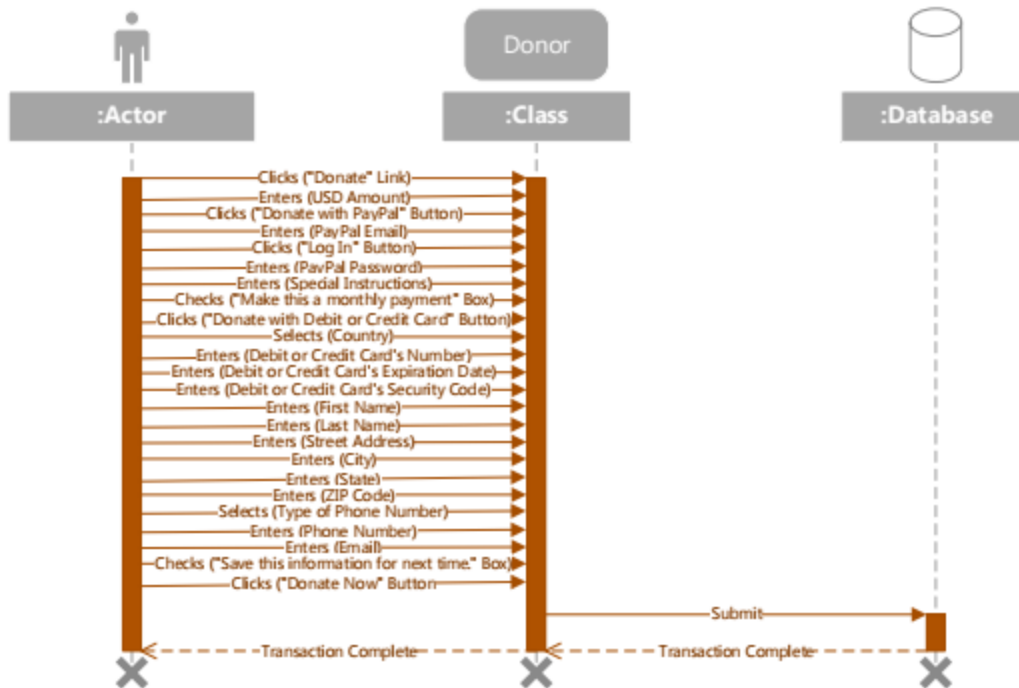 Donor
:Actor
:Class
:Database
Clicks ("Donate" Link)
Enters (USD Amount)
Clicks ("Donate with PayPal" Button)
Enters (PayPal Email)
Clicks ("Log In" Button)
Enters (PayPal Password)
Enters (Special Instructions)
Checks ("Make this a monthly payment" Box)
Clicks ("Donate with Debit or Credit Card" Button)
Selects (Country)
Enters (Debit or Credit Card's Number)
Enters (Debit or Credit Card's Expiration Date)
Enters (Debit or Credit Card's Security Code)
Enters (First Name)
Enters (Last Name)
Enters (Street Address)
Enters (City)
Enters (State)
Enters (ZIP Code)
Selects (Type of Phone Number)
Enters (Phone Number)
Enters (Email)
Checks ("Save this information for next time." Box)
Clicks ("Donate Now" Button
Submit
Transaction Complete
Transaction Complete